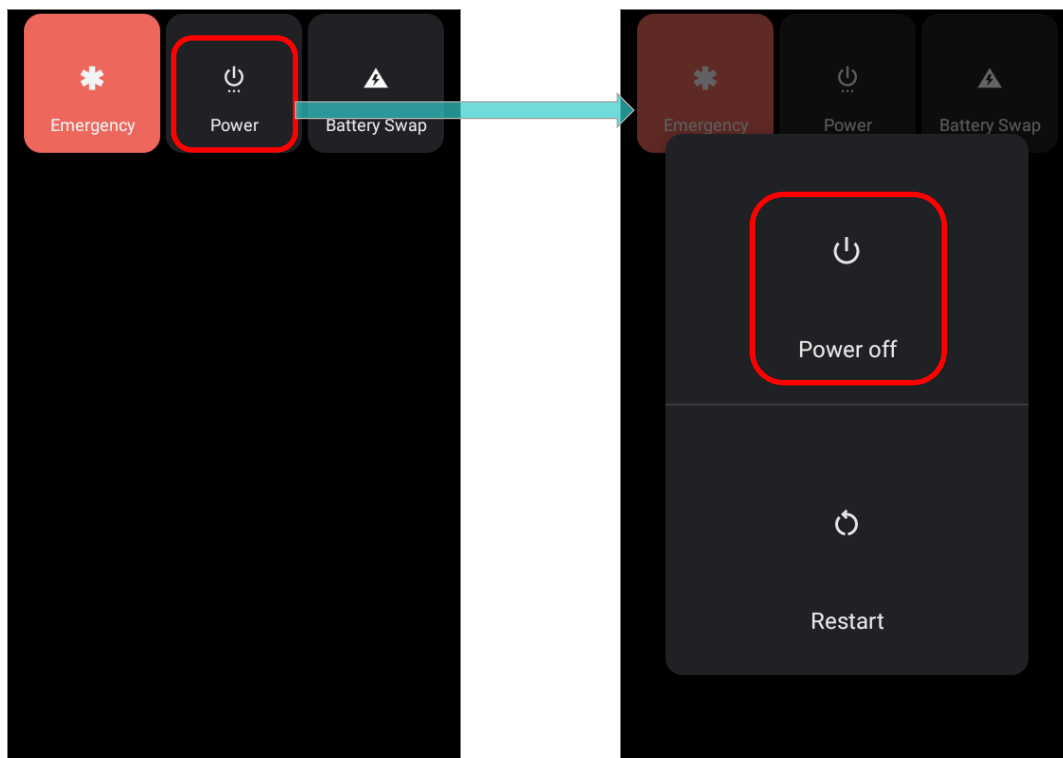 Emergency
Power
Battery Swap
Emergency
Power
Battery Swap
Power off
Restart